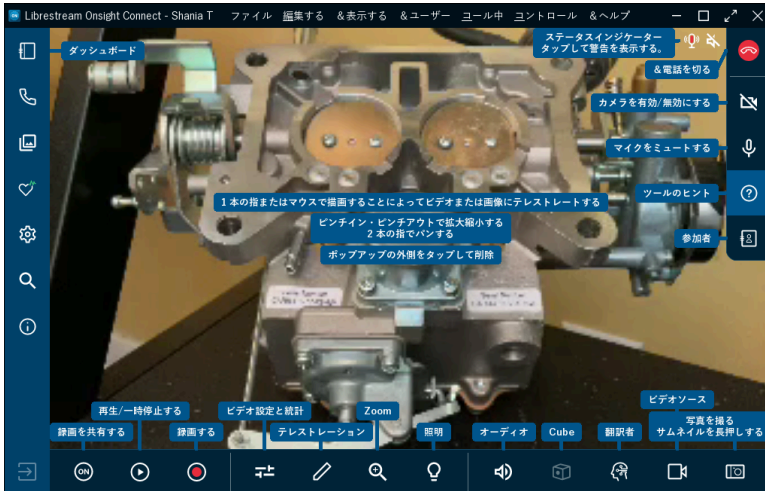 Librestream Onsight Connect - Shania T ファイル 編集する &表示する &ユーザー コール中 コントロール &ヘルプ
ダッシュボード
ステータスインジケーター
タップして警告を表示する。
&電話を切る
カメラを有効/無効にする
マイクをミュートする
ツールのヒント
参加者
1 本の指またはマウスで描画することによってビデオまたは画像にテレストレートする
ピンチイン・ピンチアウトで拡大縮小する
2 本の指でパンする
ポップアップの外側をタップして削除
ビデオソース
再生/一時停止する
ビデオ設定と統計
Zoom
写真を撮る
サムネイルを長押しする
録画を共有する
録画する
テレストレーション
照明
オーディオ
Cube
翻訳者
ON